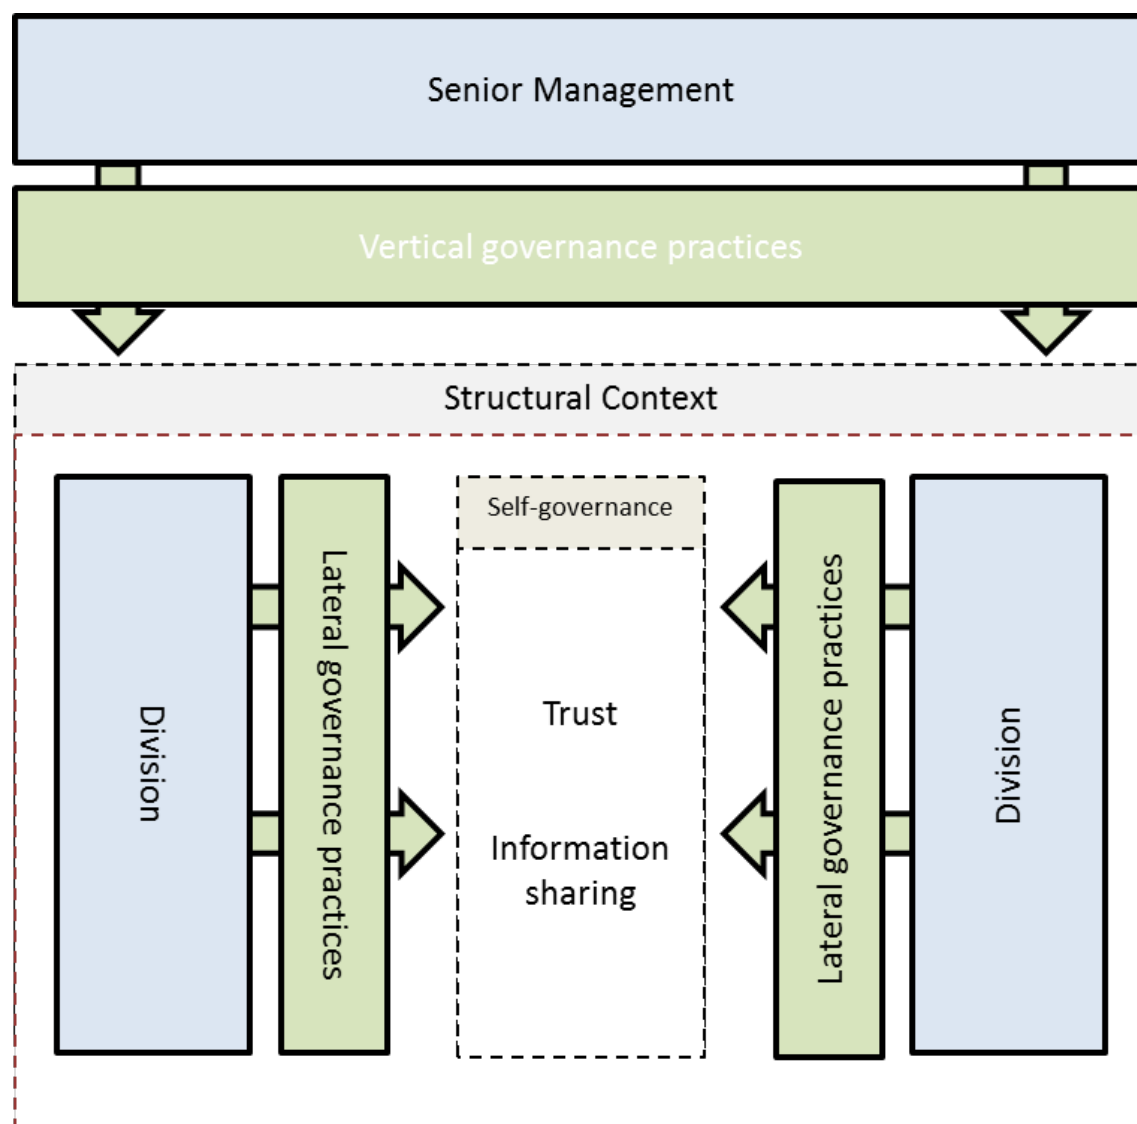 Senior Management
Vertical governance practices
Structural Context
Division
Lateral governance practices
Self-governance
Trust
Information
sharing
Lateral governance practices
Division